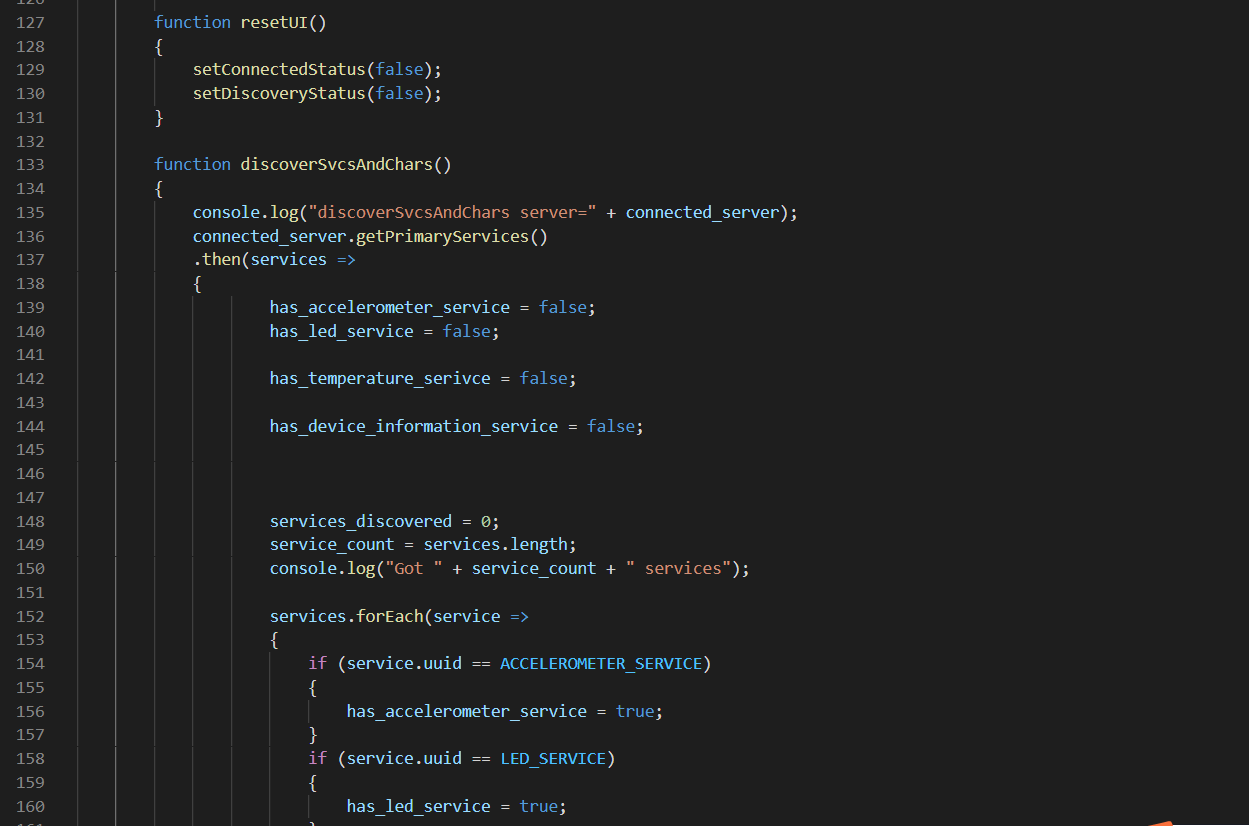 127 function resetUI()
128 {
129 setConnectedStatus(false);
130 setDiscoveryStatus(false);
131 }
132
133 function discoverSvcsAndChars()
134 {
135 console.log("discoverSvcsAndChars server=" + connected_server);
136 connected_server.getPrimaryServices()
137 .then(services =>
138 {
139 has_accelerometer_service = false;
140 has_led_service = false;
141
142 has_temperature_serivce = false;
143
144 has_device_information_service = false;
145
146
147
148 services_discovered = 0;
149 service_count = services.length;
150 console.log("Got " + service_count + " services");
151
152 services.forEach(service =>
153 {
154 if (service.uuid == ACCELEROMETER_SERVICE)
155 {
156 has_accelerometer_service = true;
157 }
158 if (service.uuid == LED_SERVICE)
159 {
160 has_led_service = true;